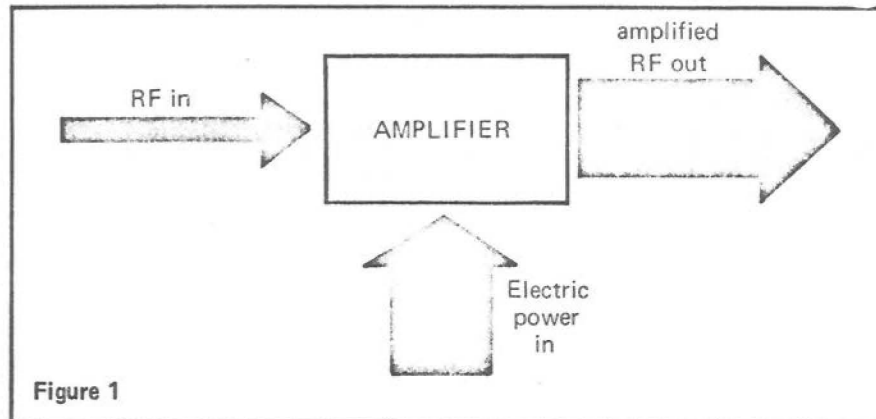 amplified
RF out
RF in
AMPLIFIER
Electric
power
in
Figure 1